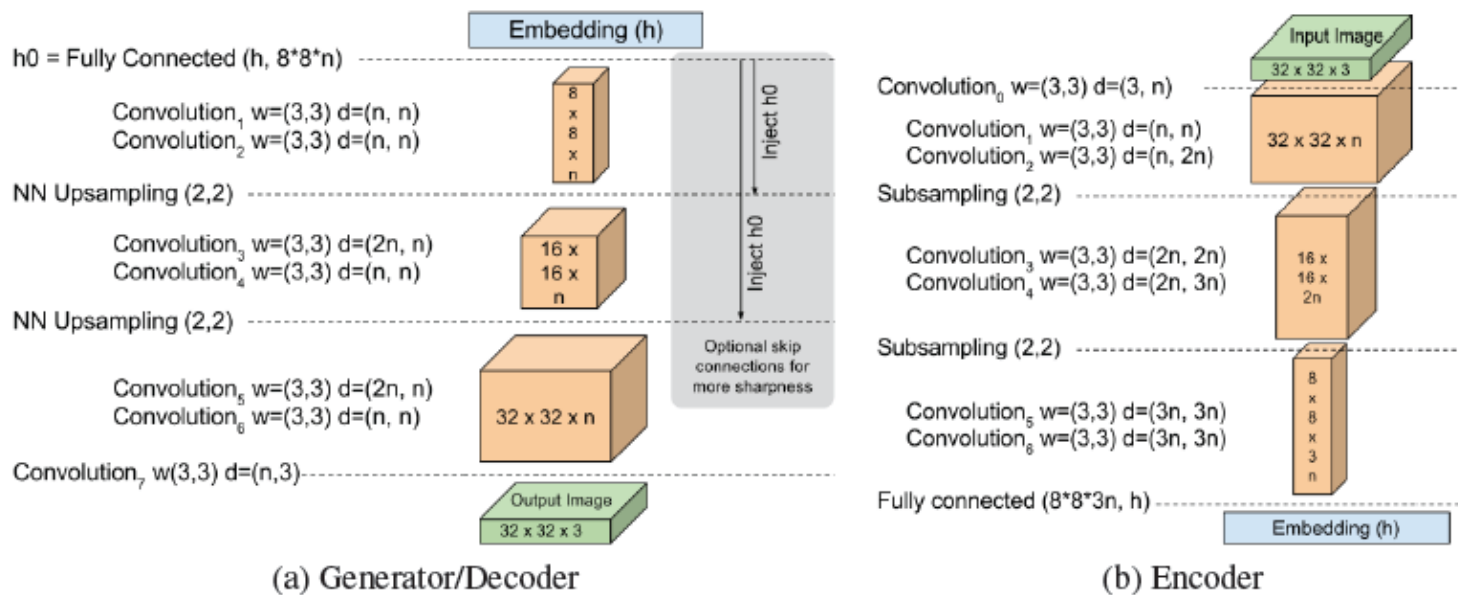 Embedding (h)
h0 = Fully Connected (h, 8*8*n)
Convolution₁ w=(3,3) d=(n, n)
Convolution₂ w=(3,3) d=(n, n)
8
x
8
x
n
Inject h0
NN Upsampling (2,2)
Convolution₃ w=(3,3) d=(2n, n)
Convolution₄ w=(3,3) d=(n, n)
16 x
16 x
n
Inject h0
NN Upsampling (2,2)
Optional skip
connections for
more sharpness
Convolution₅ w=(3,3) d=(2n, n)
Convolution₆ w=(3,3) d=(n, n)
32 x 32 x n
Convolution₇ w(3,3) d=(n,3)
Output Image
32 x 32 x 3
(a) Generator/Decoder
Input Image
32 x 32 x 3
Convolution₀ w=(3,3) d=(3, n)
Convolution₁ w=(3,3) d=(n, n)
Convolution₂ w=(3,3) d=(n, 2n)
32 x 32 x n
Subsampling (2,2)
Convolution₃ w=(3,3) d=(2n, 2n)
Convolution₄ w=(3,3) d=(2n, 3n)
16 x
16 x
2n
Subsampling (2,2)
Convolution₅ w=(3,3) d=(3n, 3n)
Convolution₆ w=(3,3) d=(3n, 3n)
8
x
8
x
3
n
Fully connected (8*8*3n, h)
Embedding (h)
(b) Encoder